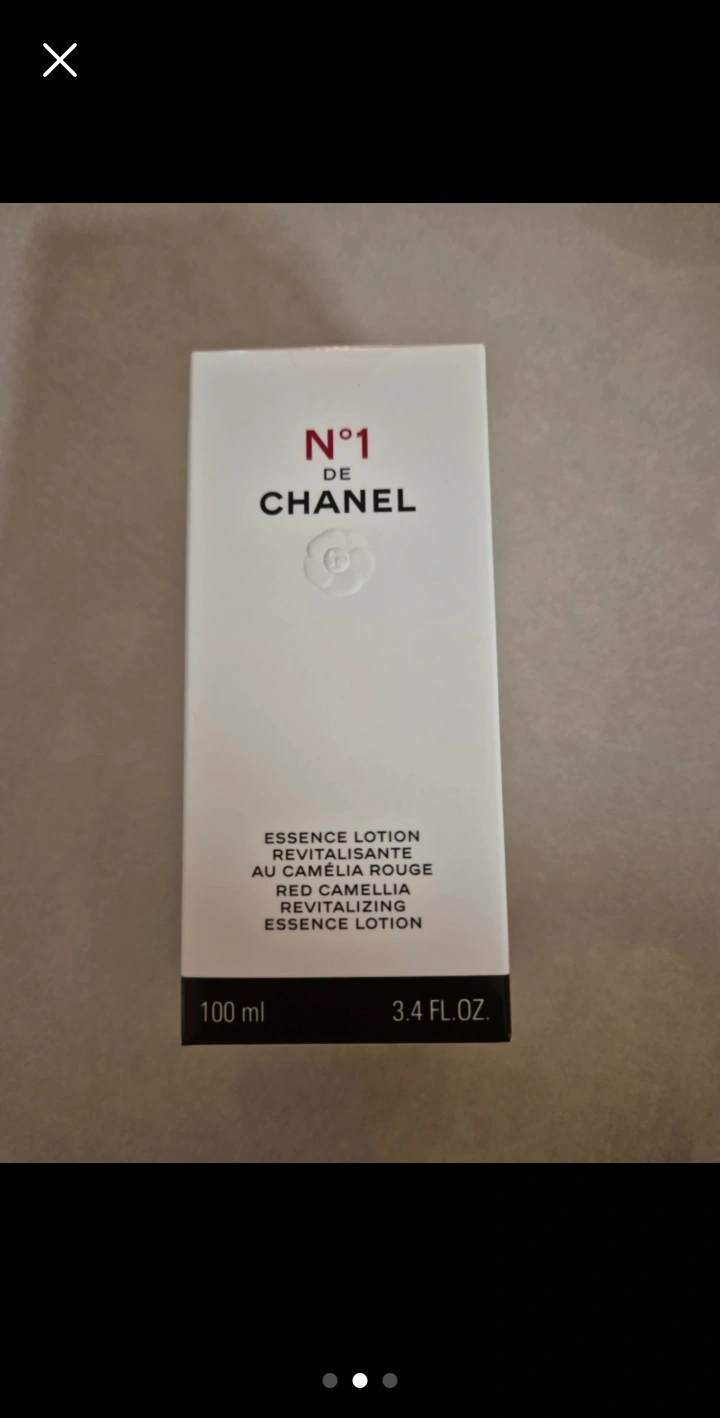 N°1
DE
CHANEL
ESSENCE LOTION
REVITALISANTE
AU CAMÉLIA ROUGE
RED CAMELLIA
REVITALIZING
ESSENCE LOTION
100 ml 3.4 FL.OZ.